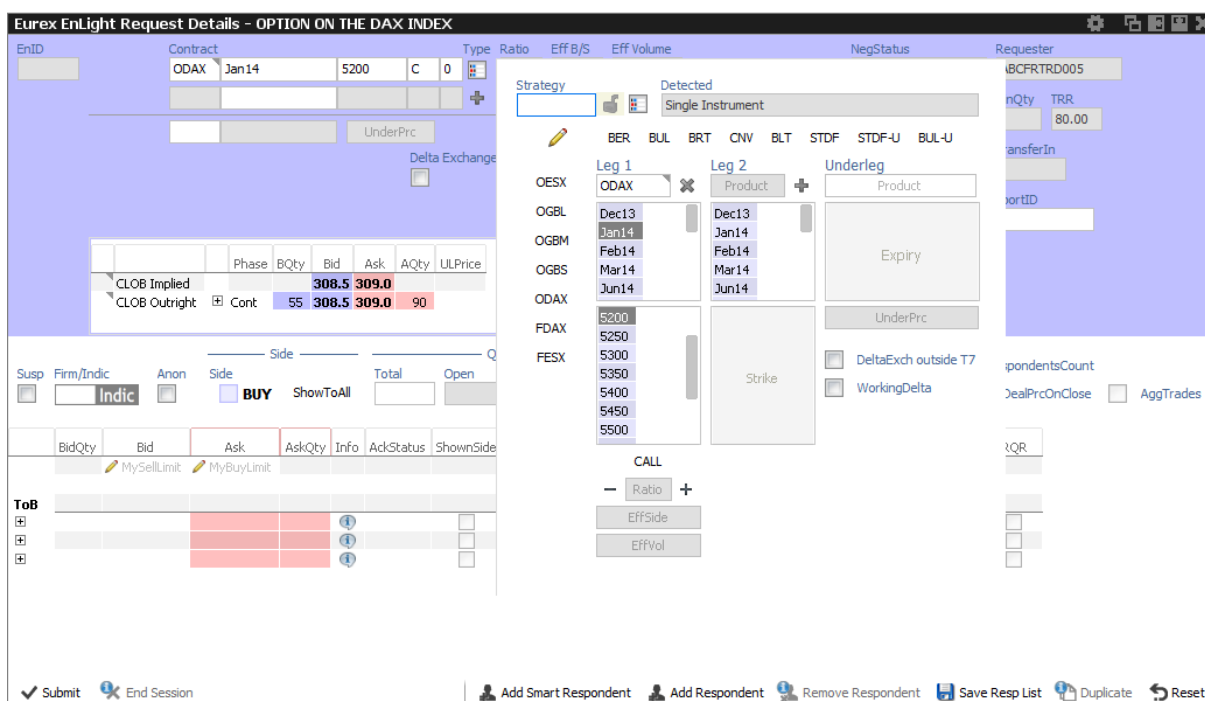 Eurex EnLight Request Details - OPTION ON THE DAX INDEX
EnID Contract Type Ratio Eff B/S Eff Volume NegStatus Requester
ODAX Jan14 5200 C 0 ABCFRTRD005
Strategy Detected
Single Instrument
TRR
80.00
UnderPrc
BER BUL BRT CNV BLT STDF STDF-U BUL-U
Delta Exchange
Leg 1 Leg 2 Underleg
ODAX Product Product
OESX
OGBL
OGBM
OGBS
ODAX
FDAX
FESX
Dec13 Dec13
Jan14 Jan14
Feb14 Feb14
Mar14 Mar14
Jun14 Jun14
Expiry
Phase BQty Bid Ask AQty ULPrice
CLOB Implied 308.5 309.0
CLOB Outright Cont 55 308.5 309.0 90
5200
5250
5300
5350
5400
5450
5500
Strike
UnderPrc
DeltaExch outside T7
WorkingDelta
CALL
Ratio
EffSide
EffVol
Side
Susp Firm/Indic Anon Side Total Open
Indic BUY ShowToAll
DealPrcOnClose AggTrades
BidQty Bid Ask AskQty Info AckStatus ShownSide
MySellLimit MyBuyLimit
ToB
Submit End Session Add Smart Respondent Add Respondent Remove Respondent Save Resp List Duplicate Reset